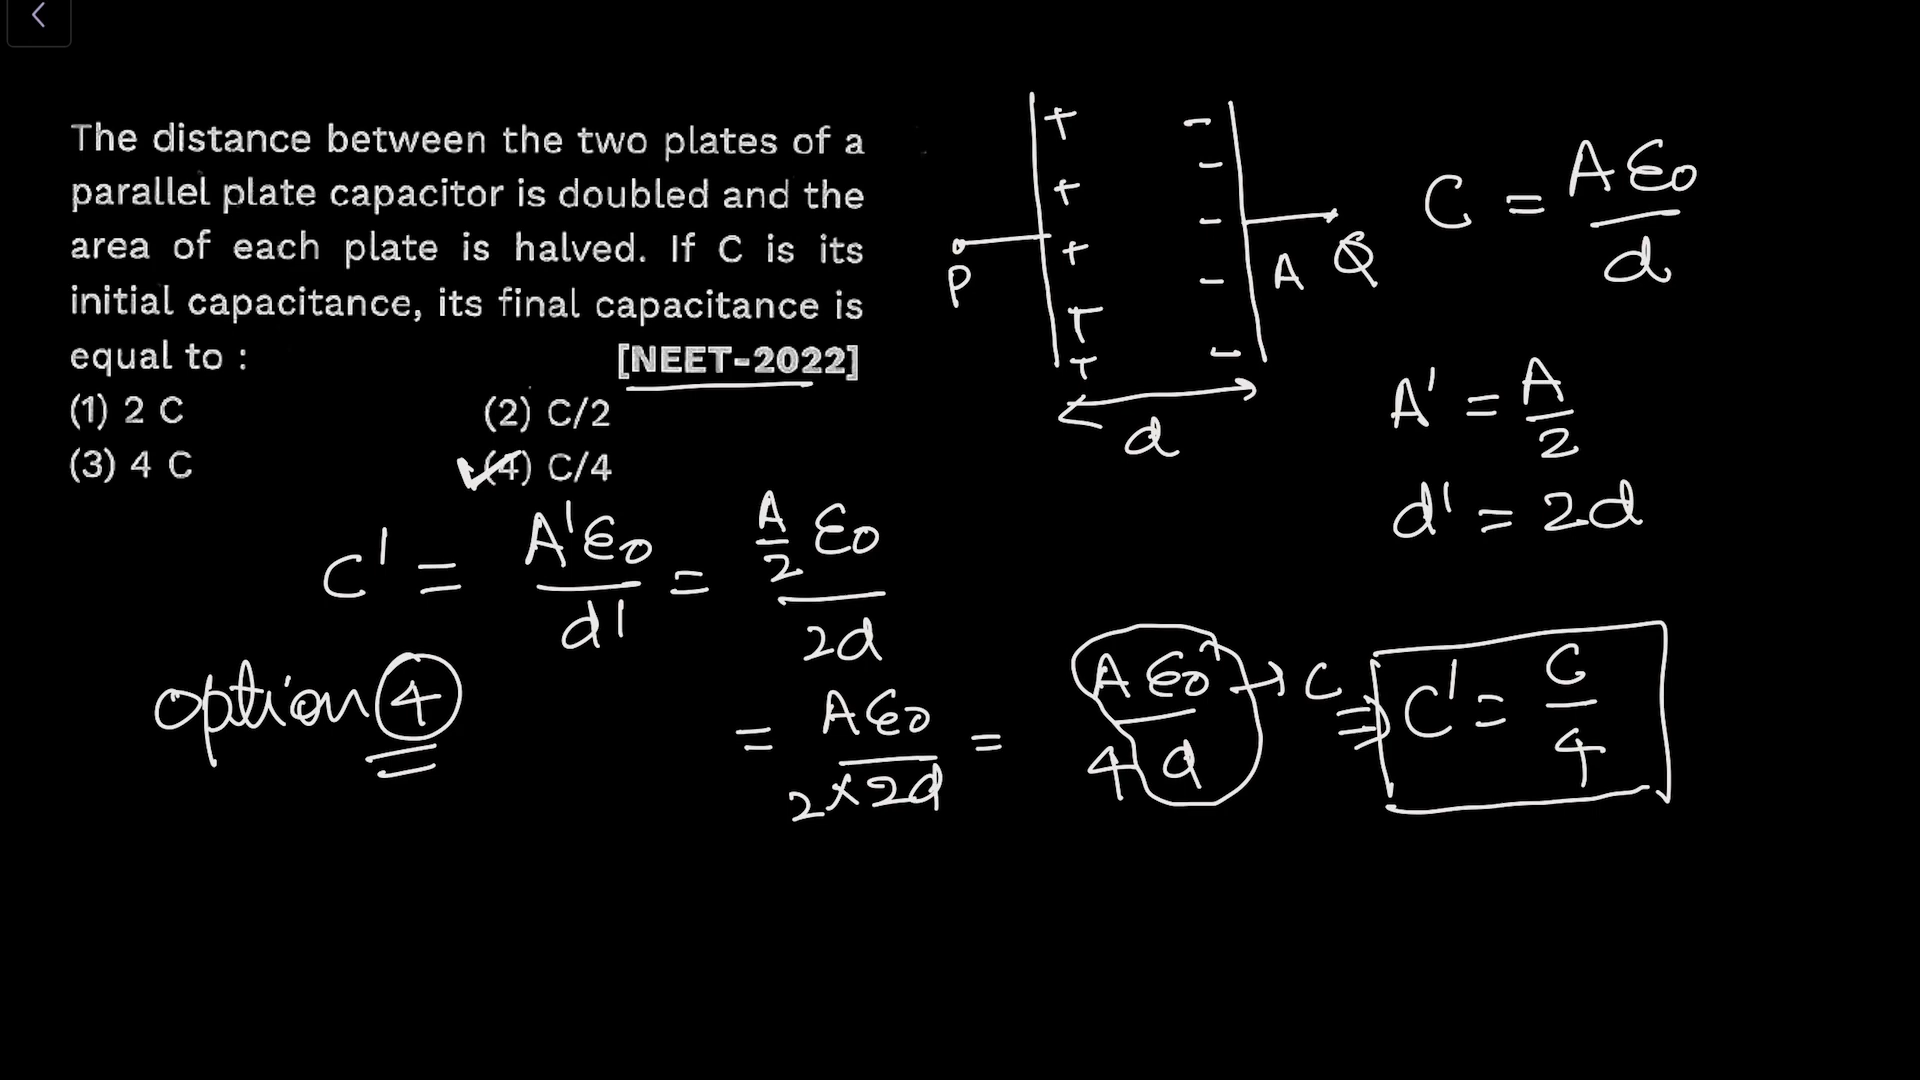 The distance between the two plates of a
parallel plate capacitor is doubled and the
area of each plate is halved. If C is its
initial capacitance, its final capacitance is
equal to : [NEET-2022]
(1) 2 C (2) C/2
(3) 4 C (4) C/4
+ + + + +
- - - - -
P
A Q
d
C = Aε0/d
A' = A/2
d' = 2d
C' = A'ε0/d' = A/2 ε0/2d
= Aε0/2×2d = Aε0/4d → C ⇒ C' = C/4
option 4